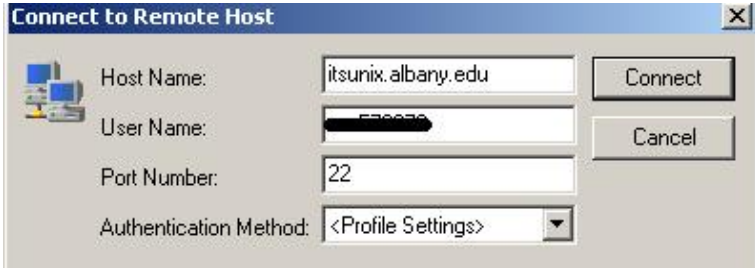 Connect to Remote Host
Host Name: itsunix.albany.edu
Connect
User Name:
Cancel
Port Number: 22
Authentication Method: <Profile Settings>